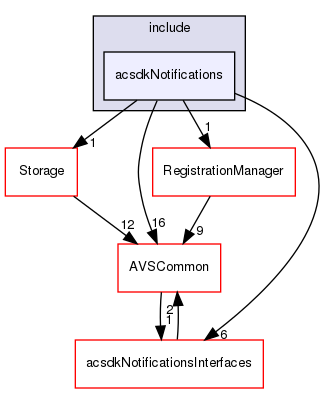 include
acsdkNotifications
1
1
Storage
RegistrationManager
12
16
9
AVSCommon
2
1
6
acsdkNotificationsInterfaces